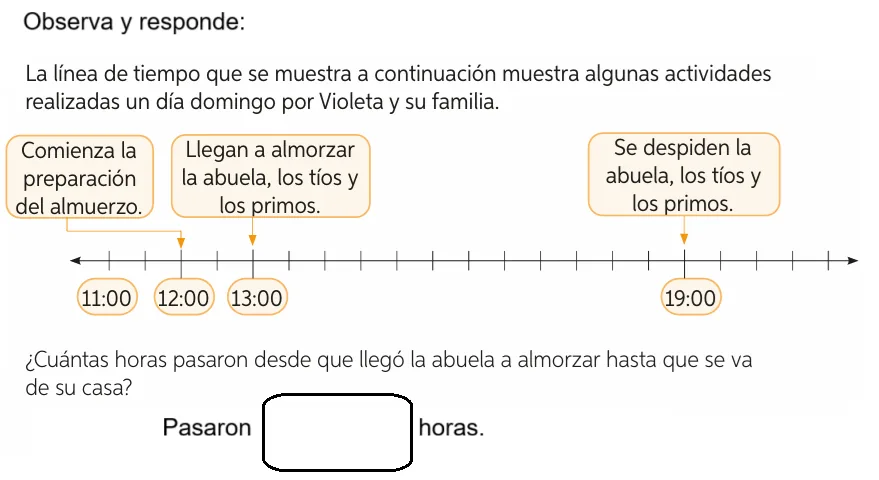 Observa y responde:
La línea de tiempo que se muestra a continuación muestra algunas actividades
realizadas un día domingo por Violeta y su familia.
Comienza la
preparación
del almuerzo.
Llegan a almorzar
la abuela, los tíos y
los primos.
Se despiden la
abuela, los tíos y
los primos.
11:00
12:00
13:00
19:00
¿Cuántas horas pasaron desde que llegó la abuela a almorzar hasta que se va
de su casa?
Pasaron horas.